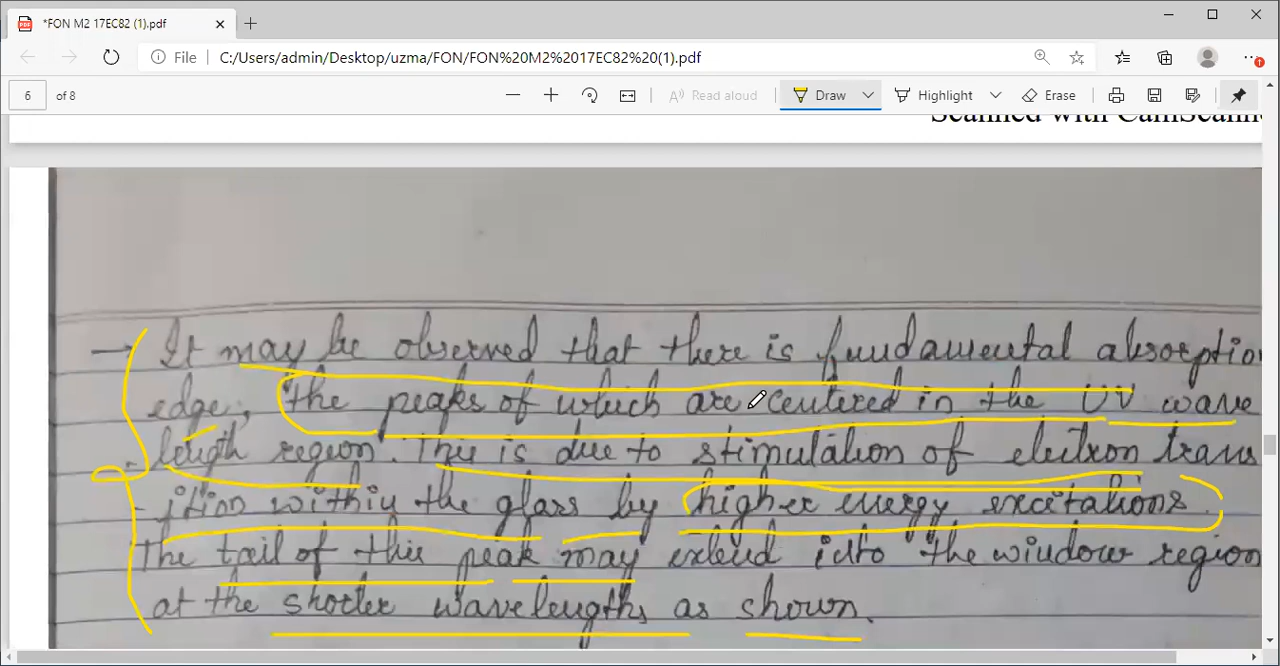 *FON M2 17EC82 (1).pdf
File C:/Users/admin/Desktop/uzma/FON/FON%20M2%2017EC82%20(1).pdf
6 of 8 A Read aloud Draw Highlight Erase
Scanned with CamScanne
→ It may be observed that there is fundamental absorptio
edge, the peaks of which are centered in the UV wave
- length region. This is due to stimulation of electron trans
- ition within the glass by higher energy excitations.
The tail of this peak may extend into the window region
at the shorter wavelengths as shown.